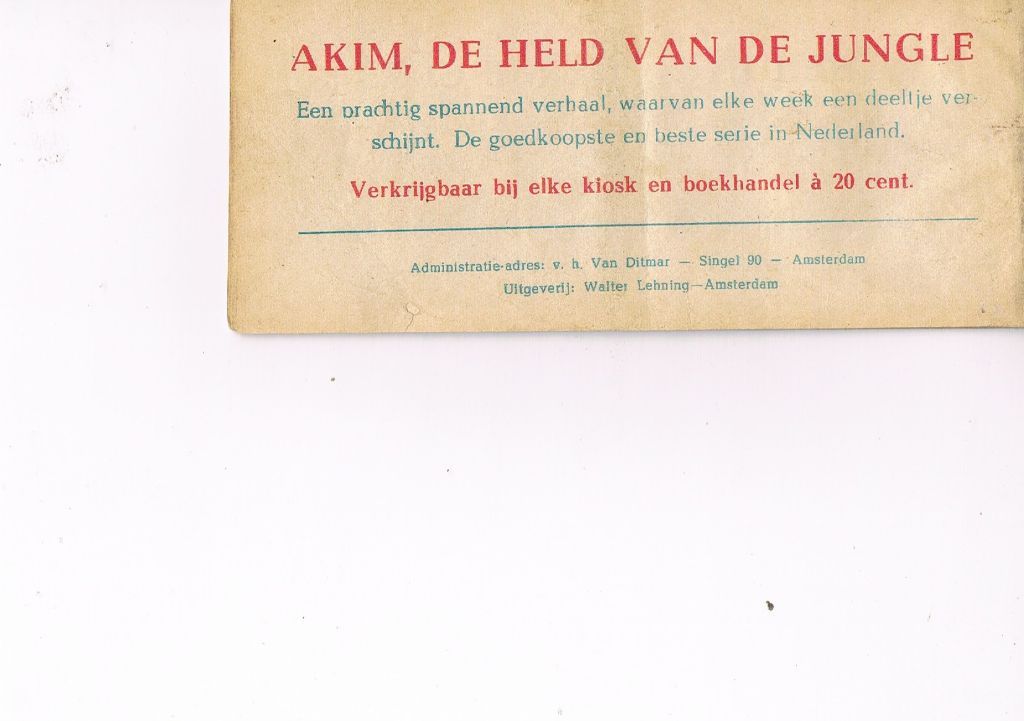 AKIM, DE HELD VAN DE JUNGLE
Een prachtig spannend verhaal, waarvan elke week een deeltje ver-
schijnt. De goedkoopste en beste serie in Nederland.
Verkrijgbaar bij elke kiosk en boekhandel à 20 cent.
Administratie-adres: v. h. Van Ditmar — Singel 90 — Amsterdam
Uitgeverij: Walter Lehning—Amsterdam